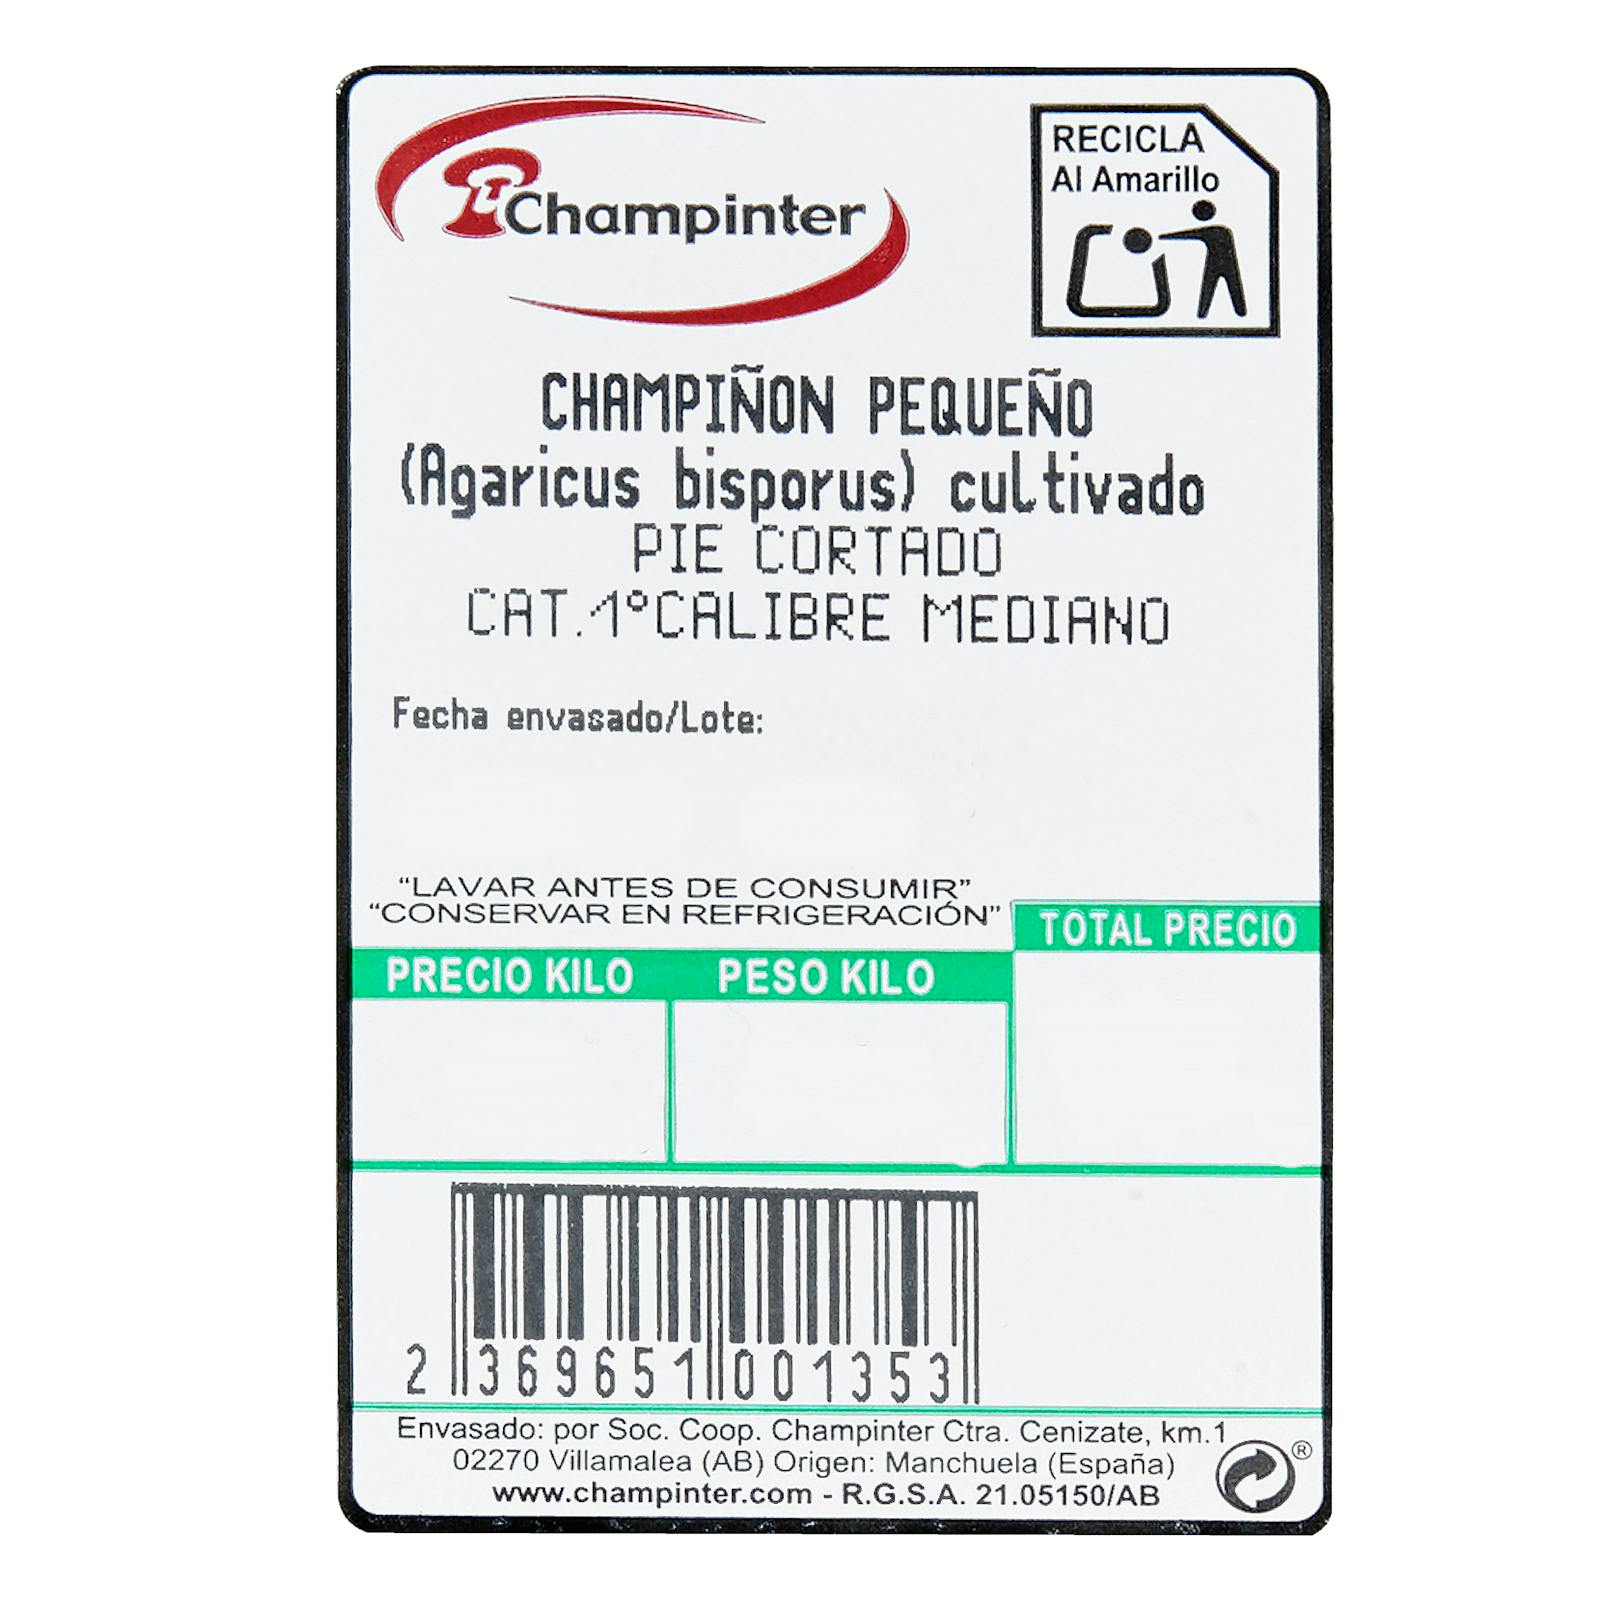 Champinter
RECICLA
Al Amarillo
CHAMPIÑON PEQUEÑO
(Agaricus bisporus) cultivado
PIE CORTADO
CAT.1°CALIBRE MEDIANO
Fecha envasado/Lote:
“LAVAR ANTES DE CONSUMIR”
“CONSERVAR EN REFRIGERACIÓN”
TOTAL PRECIO
PRECIO KILO
PESO KILO
2 369651 001353
Envasado: por Soc. Coop. Champinter Ctra. Cenizate, km.1
02270 Villamalea (AB) Origen: Manchuela (España)
www.champinter.com - R.G.S.A. 21.05150/AB
®